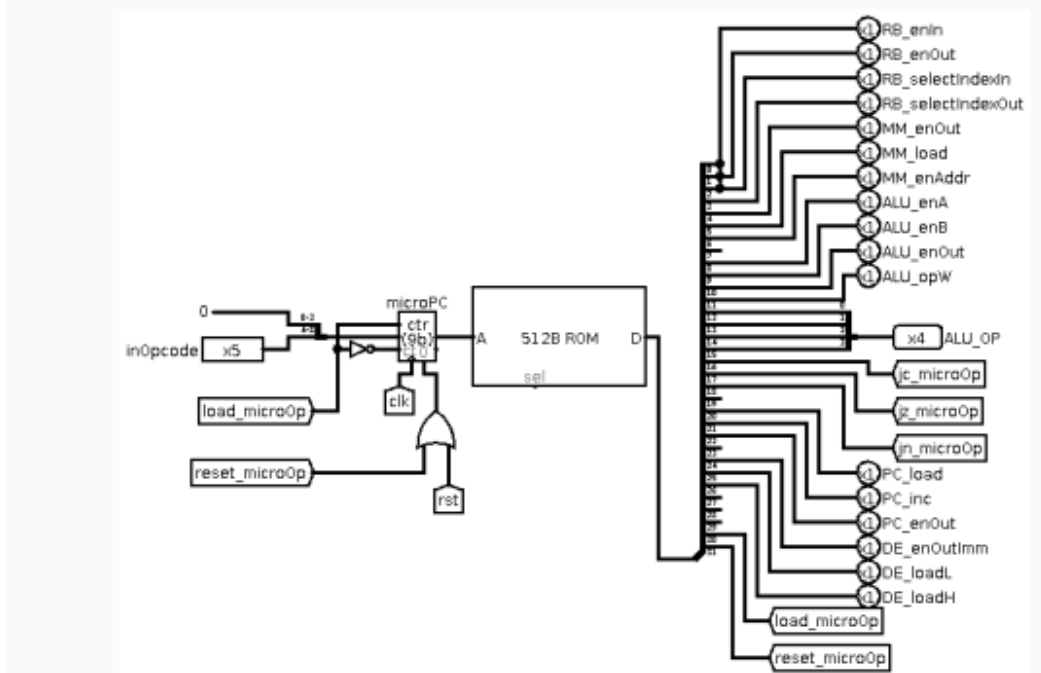 RB_enIn
RB_enOut
RB_selectIndexIn
RB_selectIndexOut
MM_enOut
MM_load
MM_enAddr
ALU_enA
ALU_enB
ALU_enOut
ALU_opW
microPC
0
ctr
A
512B ROM
D
x4
ALU_OP
inOpcode
x5
sel
jc_microOp
clk
load_microOp
jz_microOp
jn_microOp
reset_microOp
PC_load
rst
PC_inc
PC_enOut
DE_enOutImm
DE_loadL
DE_loadH
load_microOp
reset_microOp